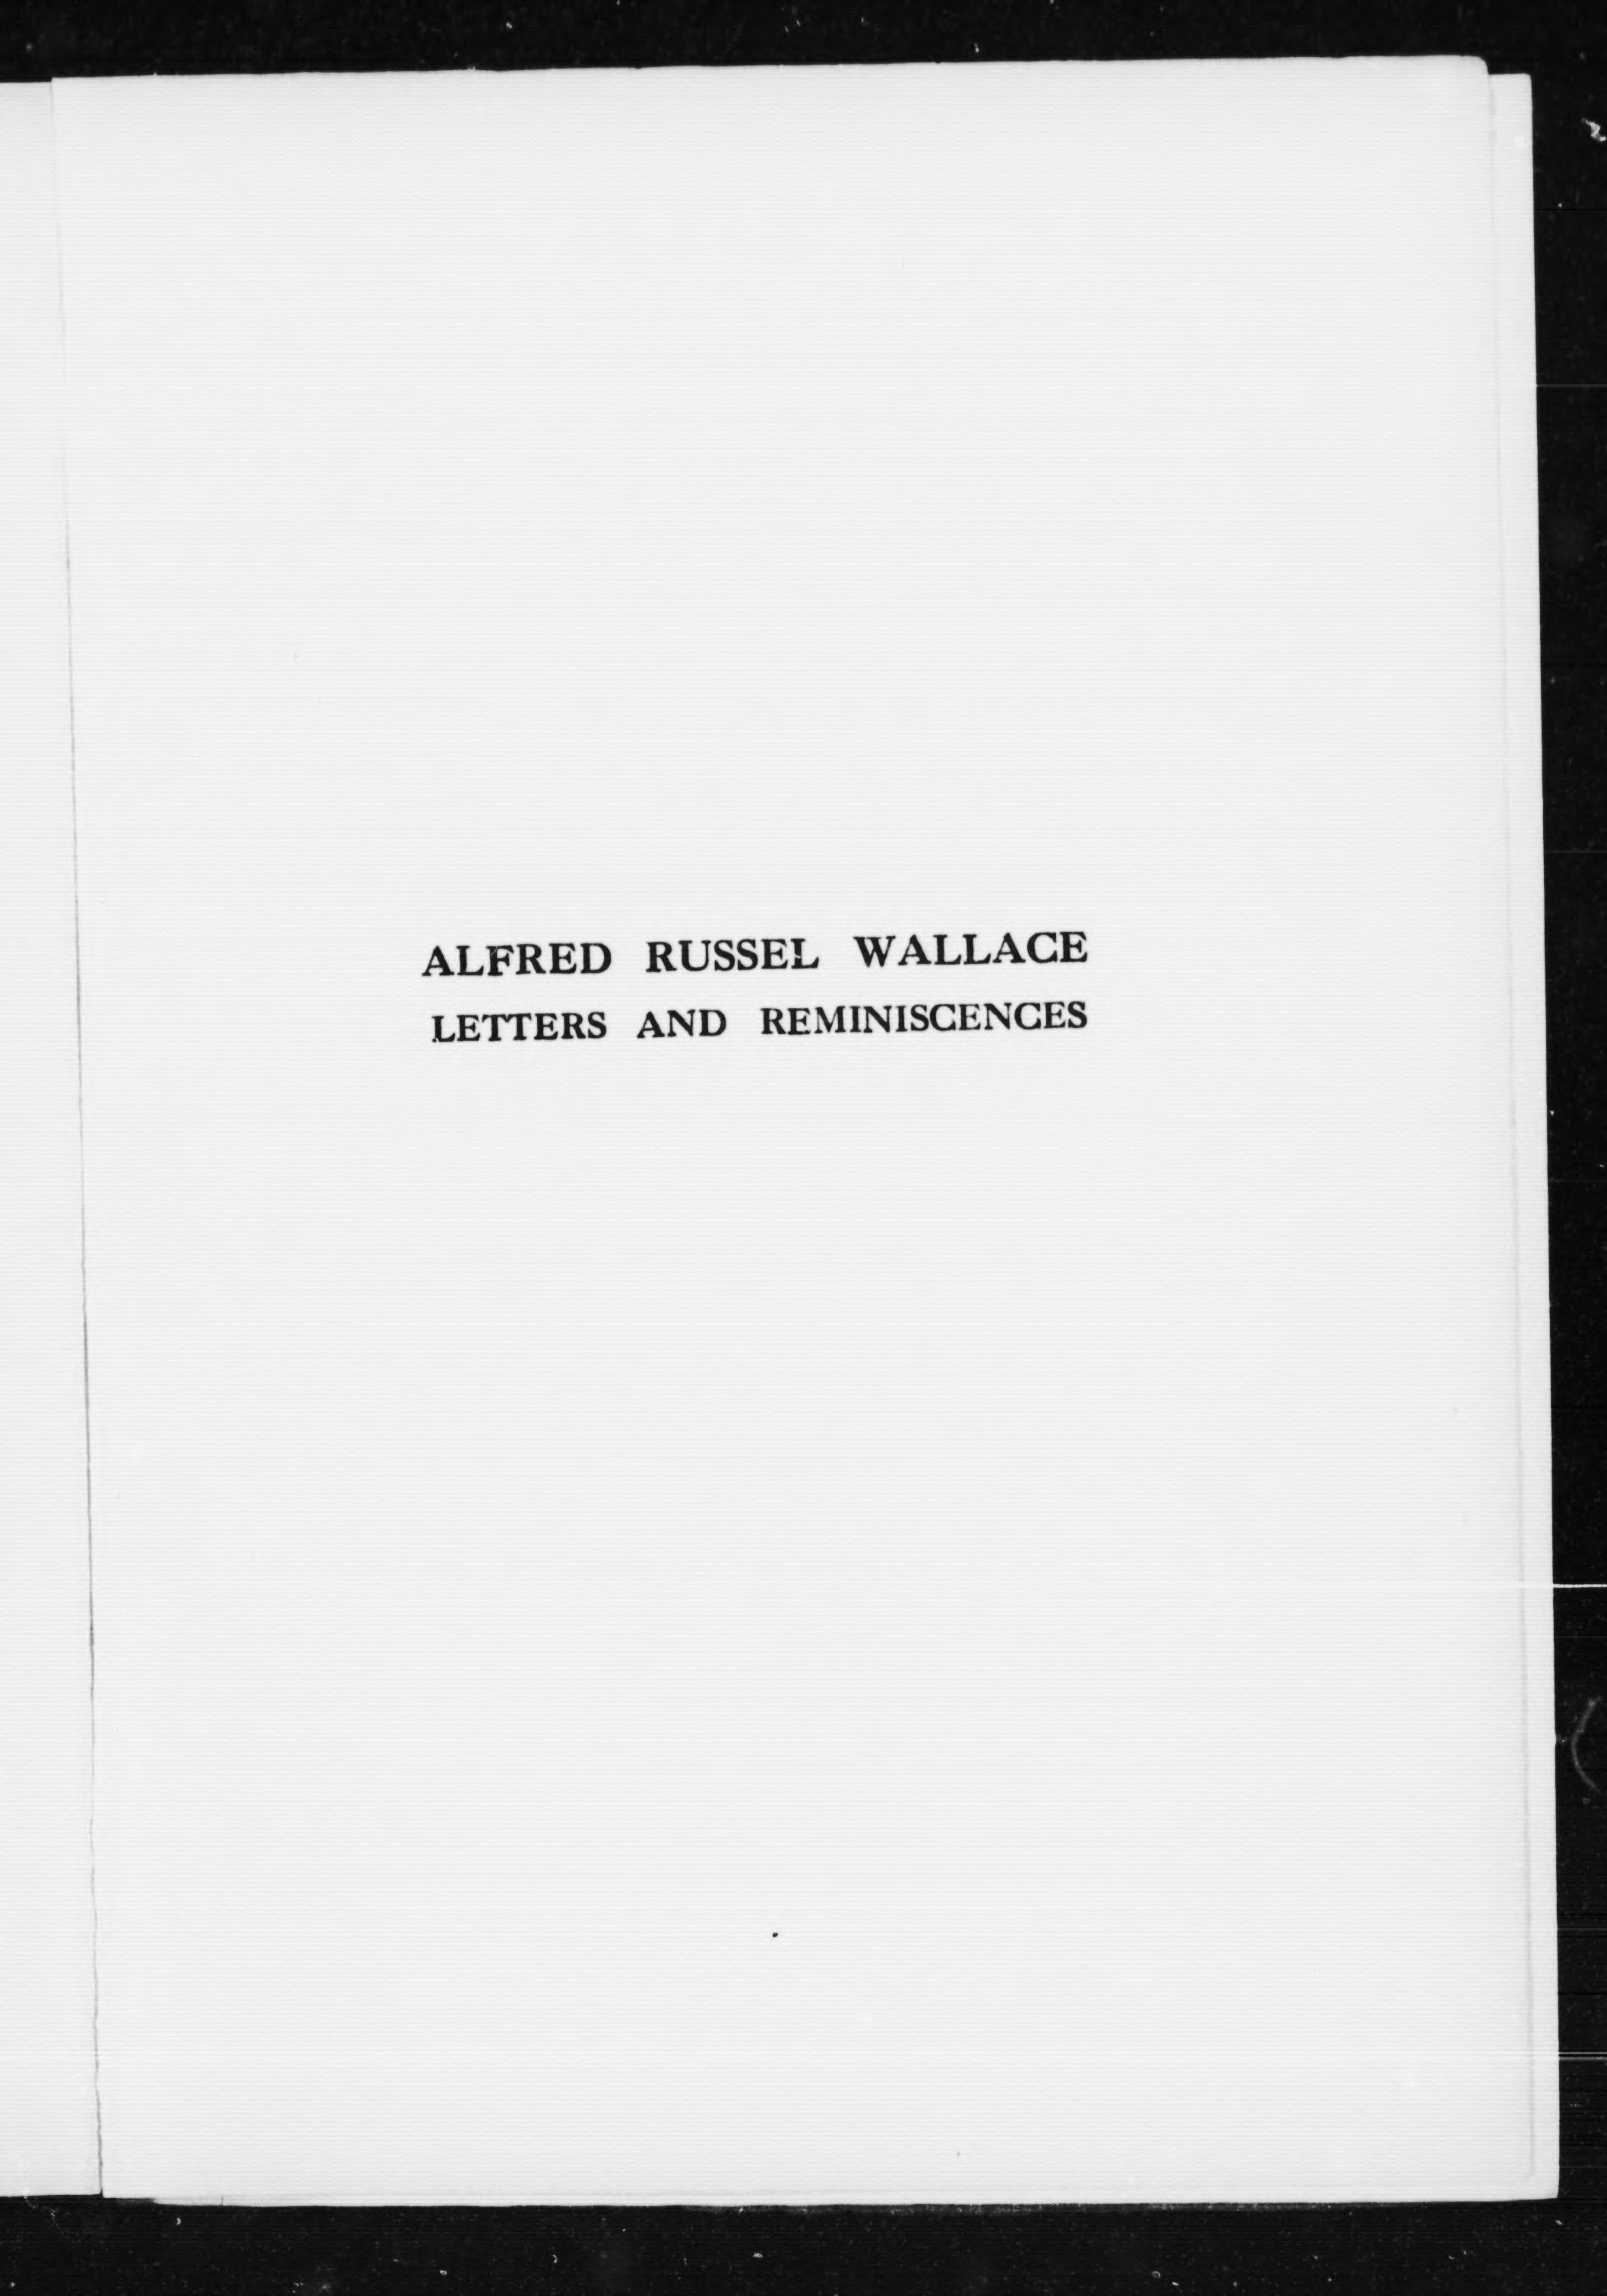 ALFRED RUSSEL WALLACE
LETTERS AND REMINISCENCES